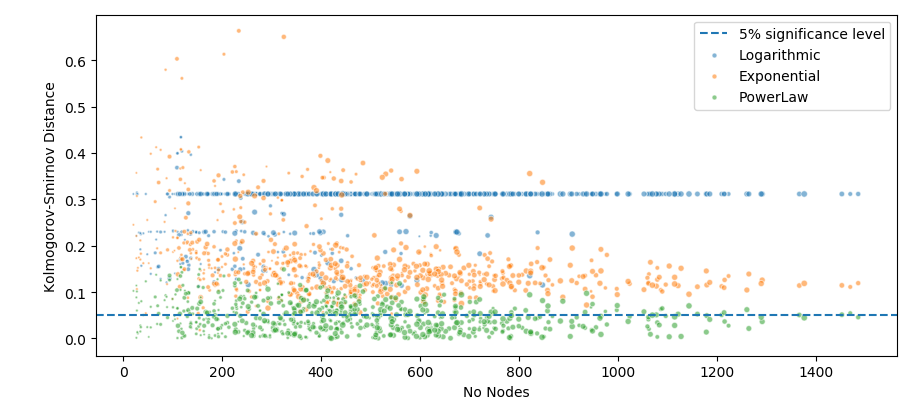 5% significance level
Logarithmic
Exponential
PowerLaw
Kolmogorov-Smirnov Distance
0.6
0.5
0.4
0.3
0.2
0.1
0.0
0 200 400 600 800 1000 1200 1400
No Nodes